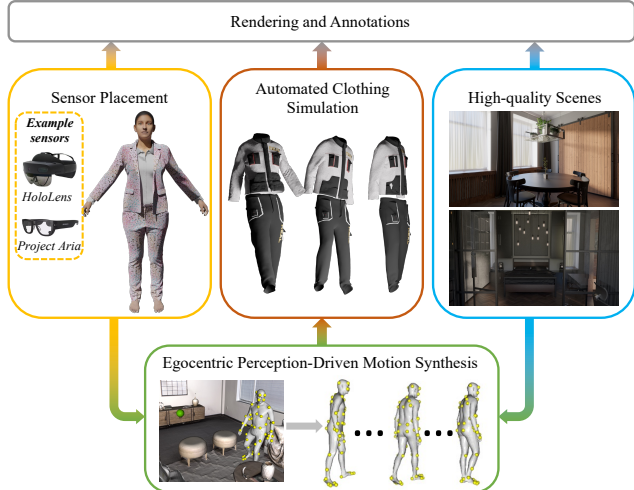 Rendering and Annotations
Sensor Placement
Example
sensors
HoloLens
Project Aria
Automated Clothing
Simulation
High-quality Scenes
Egocentric Perception-Driven Motion Synthesis